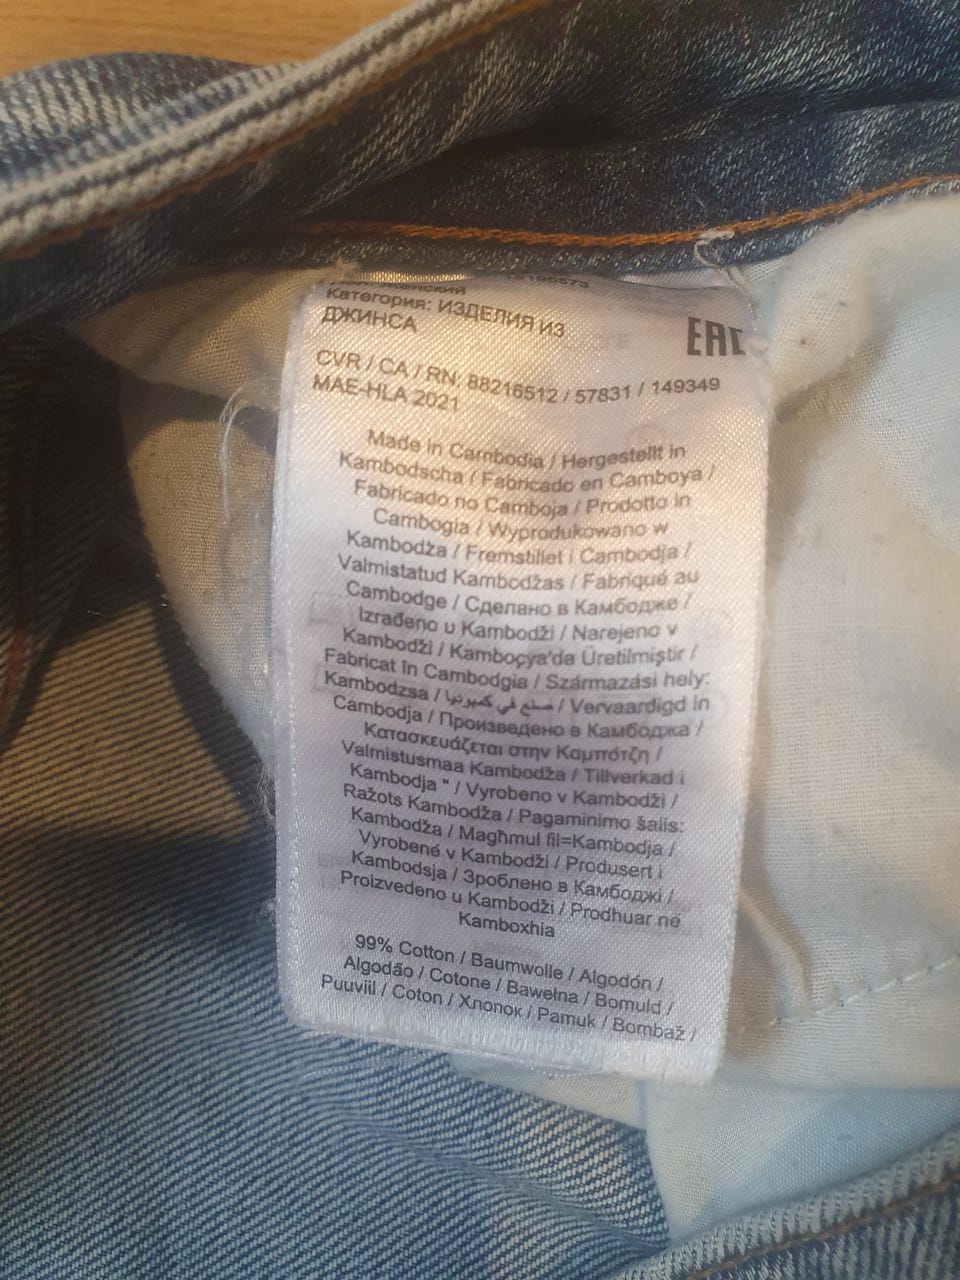 Категория: ИЗДЕЛИЯ ИЗ
ДЖИНСА
EAC
CVR / CA / RN: 88216512 / 57831 / 149349
MAE-HLA 2021
Made in Cambodia / Hergestellt in
Kambodscha / Fabricado en Camboya /
Fabricado no Camboja / Prodotto in
Cambogia / Wyprodukowano w
Kambodża / Fremstillet i Cambodja /
Valmistatud Kambodžas / Fabriqué au
Cambodge / Сделано в Камбодже /
Izrađeno u Kambodži / Narejeno v
Kambodži / Kamboçya'da Üretilmiştir /
Fabricat în Cambodgia / Származási hely:
Kambodzsa / صنع في كمبوديا / Vervaardigd in
Cambodja / Произведено в Камбоджа /
Κατασκευάζεται στην Καμπότζη /
Valmistusmaa Kambodža / Tillverkad i
Kambodja " / Vyrobeno v Kambodži /
Ražots Kambodža / Pagaminimo šalis:
Kambodža / Magħmul fil=Kambodja /
Vyrobené v Kambodži / Produsert i
Kambodsja / Зроблено в Камбоджі /
Proizvedeno u Kambodži / Prodhuar në
Kamboxhia
99% Cotton / Baumwolle / Algodón /
Algodão / Cotone / Bawełna / Bomuld /
Puuvill / Coton / Хлопок / Pamuk / Bombaž /